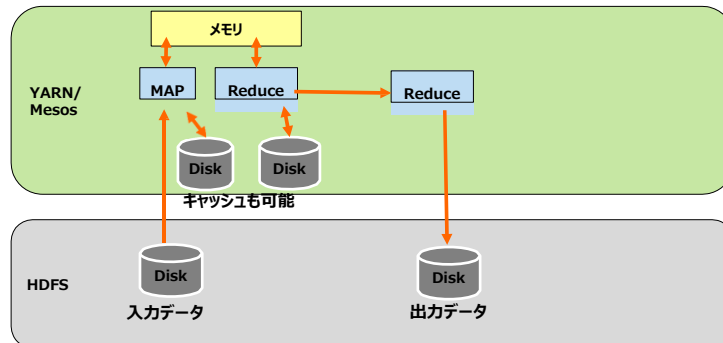 メモリ
YARN/
Mesos
MAP
Reduce
Reduce
Disk
Disk
キャッシュも可能
HDFS
Disk
Disk
入力データ
出力データ